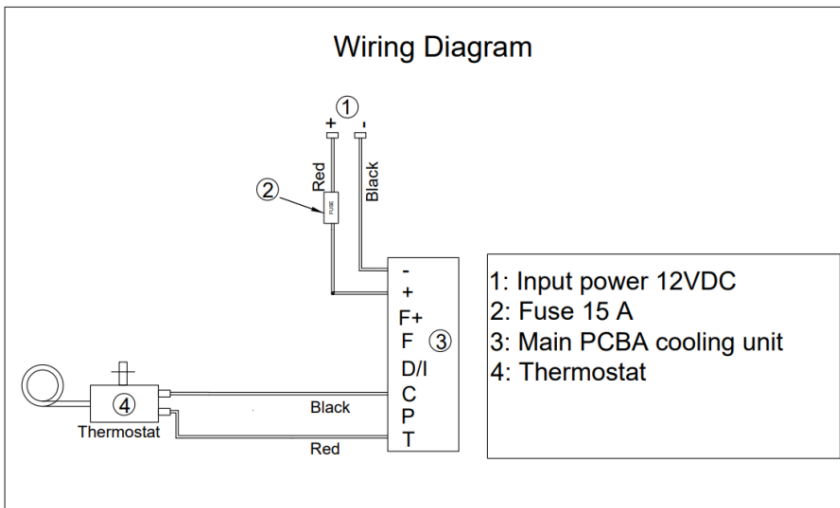 Wiring Diagram
1
+ -
Red
Black
2
FUSE
-
+
F+
F
3
D/I
C
P
T
Black
Red
4
Thermostat
1: Input power 12VDC
2: Fuse 15 A
3: Main PCBA cooling unit
4: Thermostat